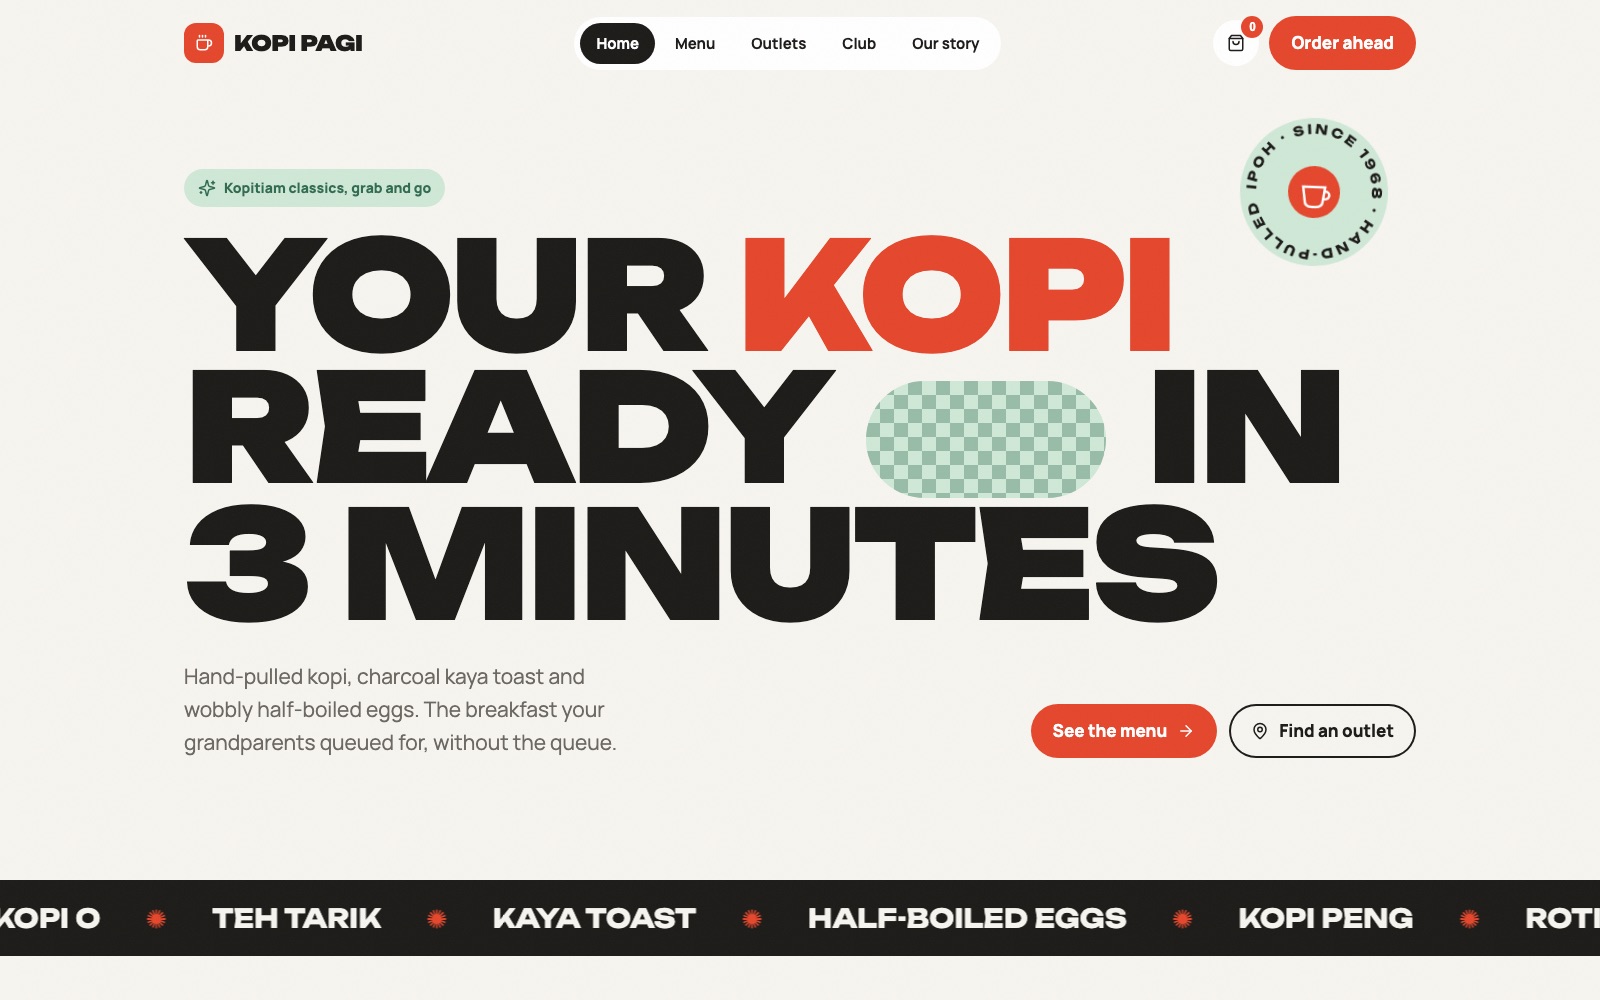 KOPI PAGI
Home Menu Outlets Club Our story
0
Order ahead
IPOH · SINCE 1968 · HAND-PULLED
Kopitiam classics, grab and go
YOUR KOPI
READY IN
3 MINUTES
Hand-pulled kopi, charcoal kaya toast and
wobbly half-boiled eggs. The breakfast your
grandparents queued for, without the queue.
See the menu
Find an outlet
KOPI O TEH TARIK KAYA TOAST HALF-BOILED EGGS KOPI PENG ROTI